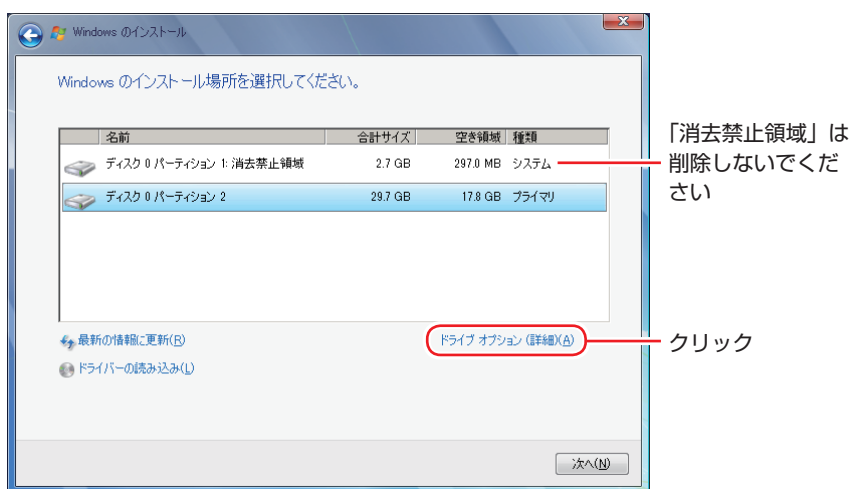 Windows のインストール
Windows のインストール場所を選択してください。
名前 合計サイズ 空き領域 種類
ディスク 0 パーティション 1: 消去禁止領域 2.7 GB 297.0 MB システム
ディスク 0 パーティション 2 29.7 GB 17.8 GB プライマリ
「消去禁止領域」は
削除しないでくだ
さい
最新の情報に更新(R)
ドライブ オプション (詳細)(A)
クリック
ドライバーの読み込み(L)
次へ(N)